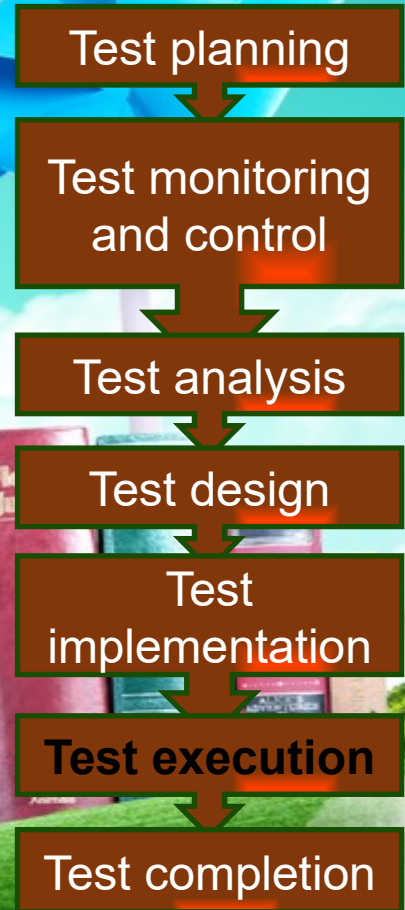 Test planning
Test monitoring
and control
Test analysis
Test design
Test
implementation
Test execution
Test completion